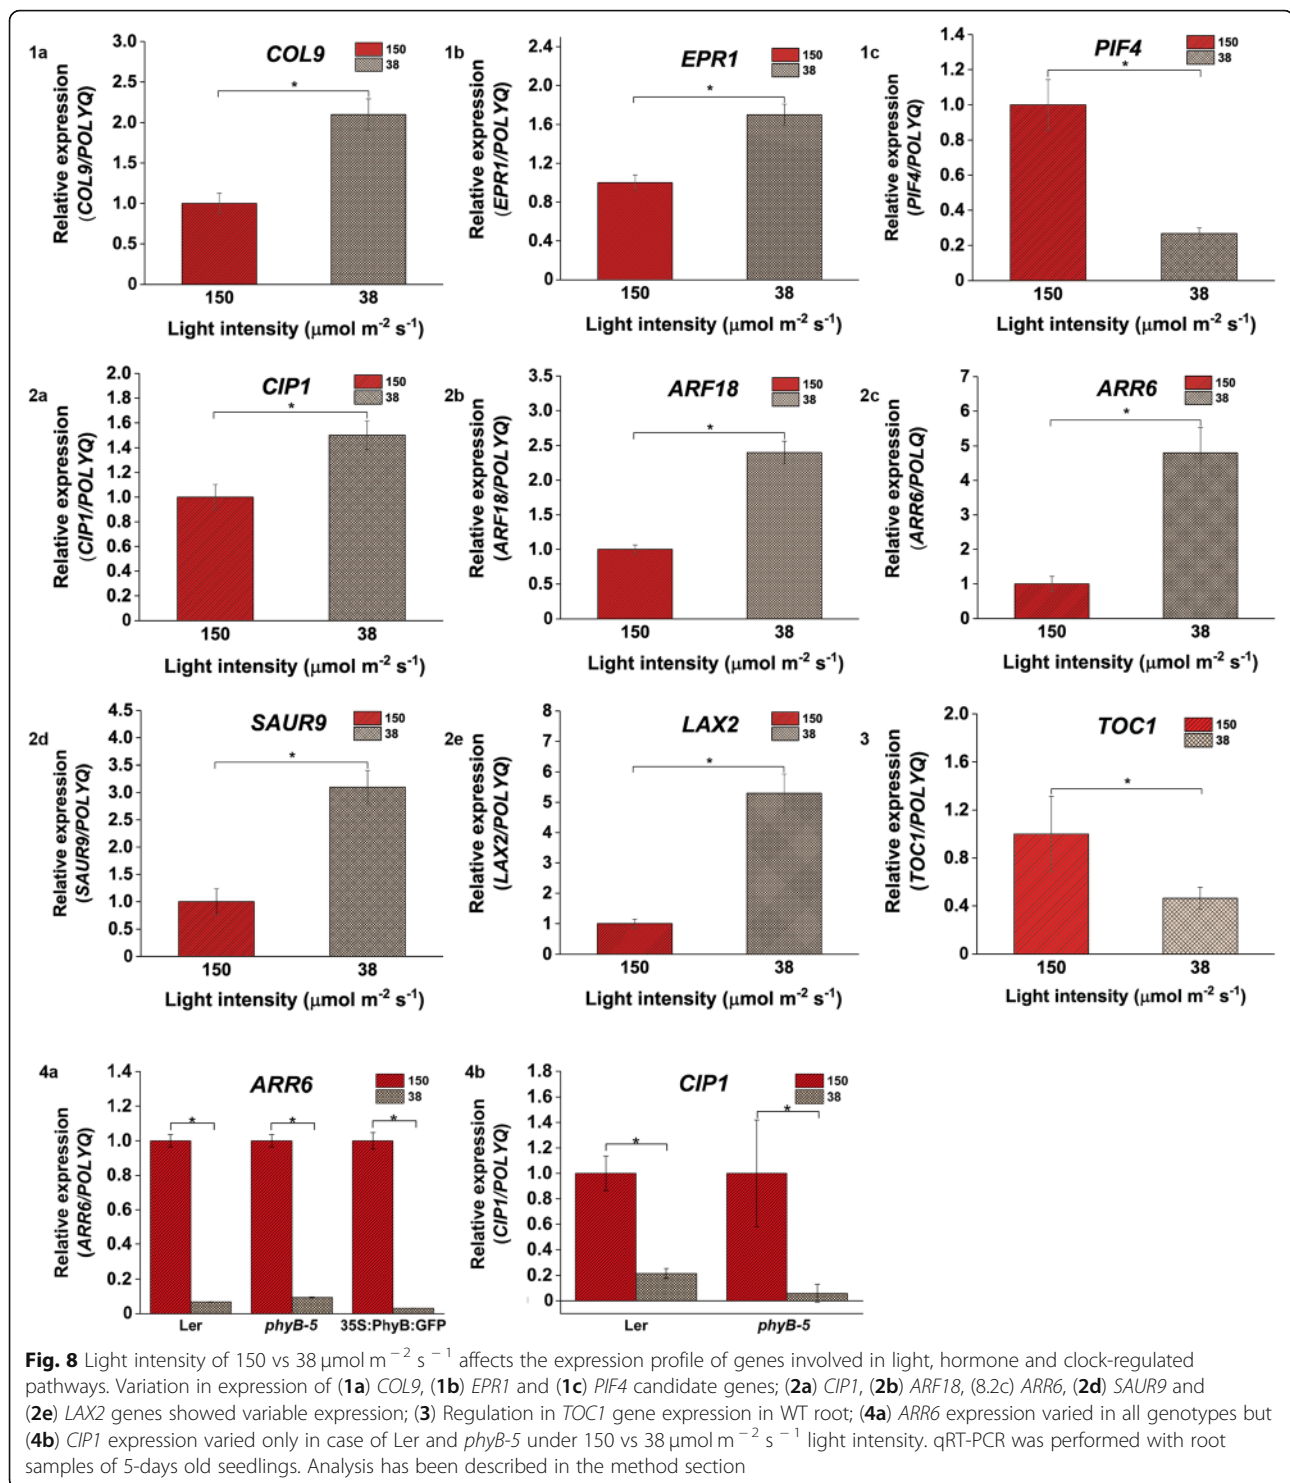 1a
COL9
150
38
Relative expression
(COL9/POLYQ)
3.0
2.5
2.0
1.5
1.0
0.5
0
*
150
38
Light intensity (μmol m⁻² s⁻¹)
1b
EPR1
150
38
Relative expression
(EPR1/POLYQ)
2.4
2.0
1.6
1.2
0.8
0.4
0
*
150
38
Light intensity (μmol m⁻² s⁻¹)
1c
PIF4
150
38
Relative expression
(PIF4/POLYQ)
1.4
1.2
1.0
0.8
0.6
0.4
0.2
0
*
150
38
Light intensity (μmol m⁻² s⁻¹)
2a
CIP1
150
38
Relative expression
(CIP1/POLYQ)
2.0
1.8
1.6
1.4
1.2
1.0
0.8
0.6
0.4
0.2
0
*
150
38
Light intensity (μmol m⁻² s⁻¹)
2b
ARF18
150
38
Relative expression
(ARF18/POLYQ)
3.5
3.0
2.5
2.0
1.5
1.0
0.5
0
*
150
38
Light intensity (μmol m⁻² s⁻¹)
2c
ARR6
150
38
Relative expression
(ARR6/POLQ)
7
6
5
4
3
2
1
0
*
150
38
Light intensity (μmol m⁻² s⁻¹)
2d
SAUR9
150
38
Relative expression
(SAUR9/POLYQ)
4.5
4.0
3.5
3.0
2.5
2.0
1.5
1.0
0.5
0
*
150
38
Light intensity (μmol m⁻² s⁻¹)
2e
LAX2
150
38
Relative expression
(LAX2/POLYQ)
8
7
6
5
4
3
2
1
0
*
150
38
Light intensity (μmol m⁻² s⁻¹)
3
TOC1
150
38
Relative expression
(TOC1/POLYQ)
2.0
1.6
1.2
0.8
0.4
0
*
150
38
Light intensity (μmol m⁻² s⁻¹)
4a
ARR6
150
38
Relative expression
(ARR6/POLYQ)
1.4
1.2
1.0
0.8
0.6
0.4
0.2
0
*
*
*
Ler
phyB-5
35S:PhyB:GFP
4b
CIP1
150
38
Relative expression
(CIP1/POLYQ)
1.8
1.6
1.4
1.2
1.0
0.8
0.6
0.4
0.2
0
*
*
Ler
phyB-5
Fig. 8 Light intensity of 150 vs 38 μmol m⁻² s⁻¹ affects the expression profile of genes involved in light, hormone and clock-regulated
pathways. Variation in expression of (1a) COL9, (1b) EPR1 and (1c) PIF4 candidate genes; (2a) CIP1, (2b) ARF18, (8.2c) ARR6, (2d) SAUR9 and
(2e) LAX2 genes showed variable expression; (3) Regulation in TOC1 gene expression in WT root; (4a) ARR6 expression varied in all genotypes but
(4b) CIP1 expression varied only in case of Ler and phyB-5 under 150 vs 38 μmol m⁻² s⁻¹ light intensity. qRT-PCR was performed with root
samples of 5-days old seedlings. Analysis has been described in the method section